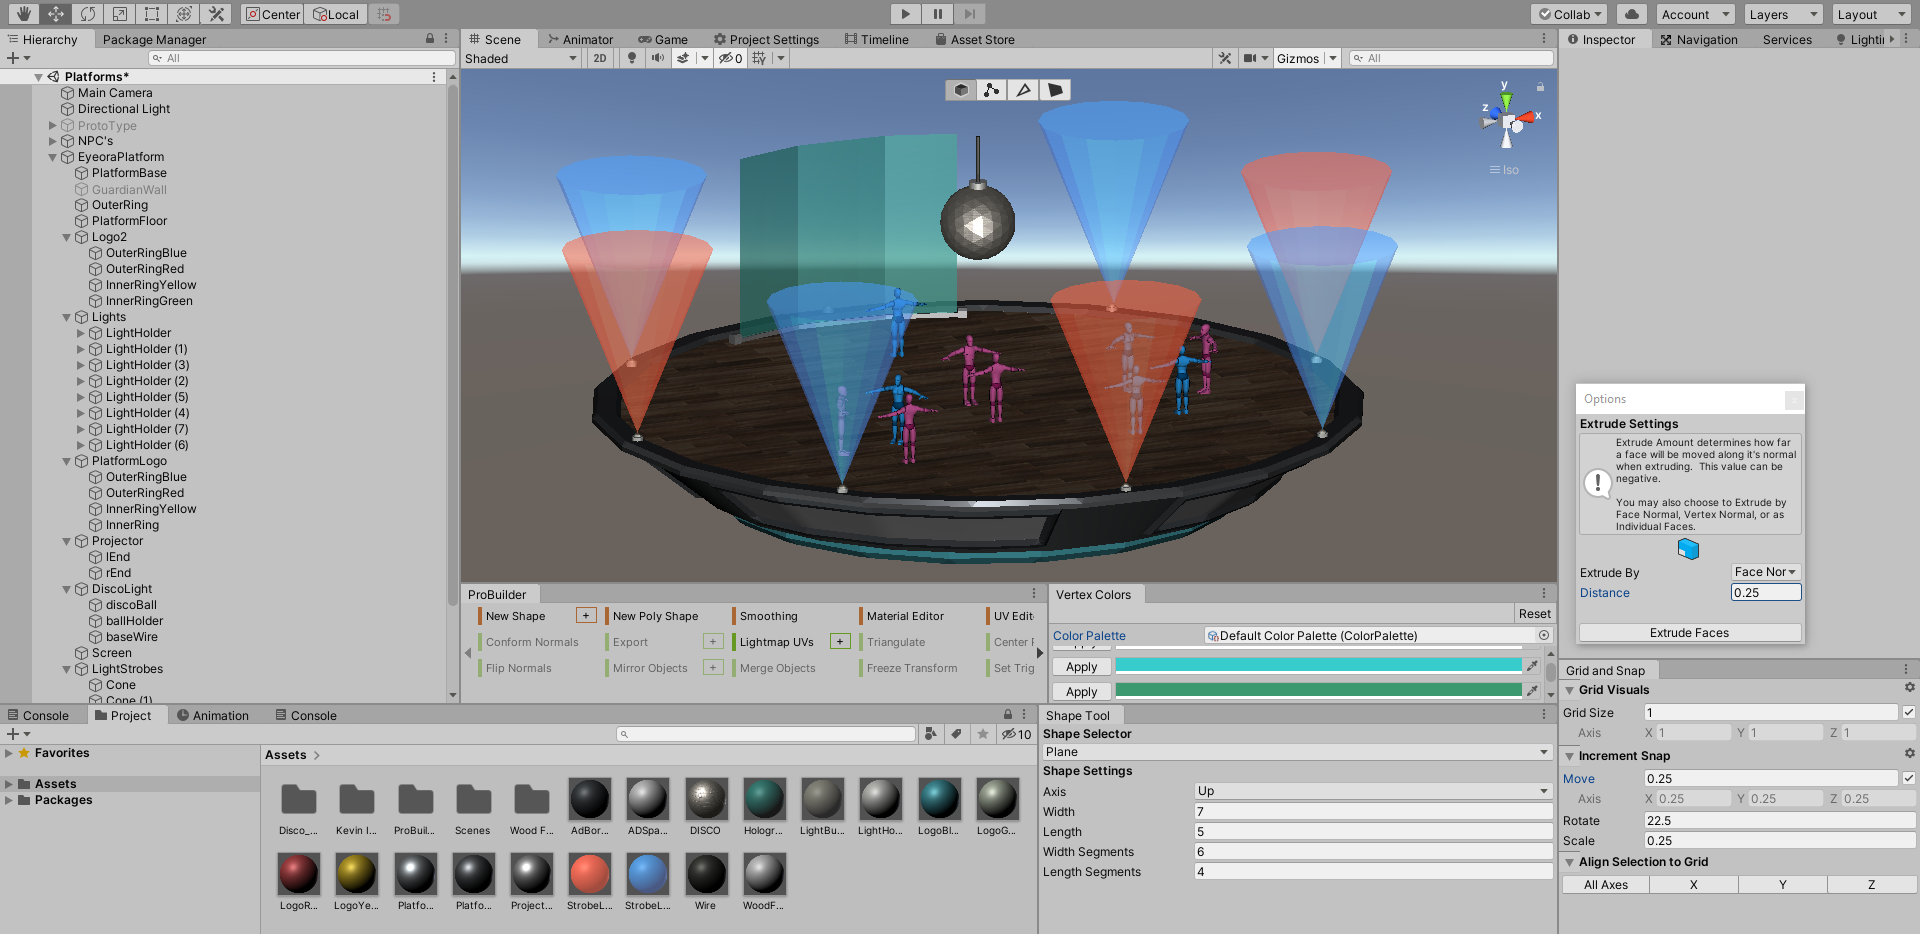 Center
Local
Collab
Account
Layers
Layout
Hierarchy
Package Manager
Scene
Animator
Game
Project Settings
Timeline
Asset Store
Inspector
Navigation
Services
Lightin
All
Shaded
2D
0
Gizmos
All
Platforms*
Main Camera
Directional Light
ProtoType
NPC's
EyeoraPlatform
PlatformBase
GuardianWall
OuterRing
PlatformFloor
Logo2
OuterRingBlue
OuterRingRed
InnerRingYellow
InnerRingGreen
Lights
LightHolder
LightHolder (1)
LightHolder (3)
LightHolder (2)
LightHolder (5)
LightHolder (4)
LightHolder (7)
LightHolder (6)
PlatformLogo
OuterRingBlue
OuterRingRed
InnerRingYellow
InnerRing
Projector
lEnd
rEnd
DiscoLight
discoBall
ballHolder
baseWire
Screen
LightStrobes
Cone
Cone (1)
y
z
x
Iso
Options
Extrude Settings
Extrude Amount determines how far
a face will be moved along it's normal
when extruding. This value can be
negative.
You may also choose to Extrude by
Face Normal, Vertex Normal, or as
Individual Faces.
Extrude By
Face Nor
Distance
0.25
Extrude Faces
ProBuilder
New Shape
+
New Poly Shape
Smoothing
Material Editor
UV Edit
Conform Normals
Export
+
Lightmap UVs
+
Triangulate
Center P
Flip Normals
Mirror Objects
+
Merge Objects
Freeze Transform
Set Trig
Vertex Colors
Reset
Color Palette
Default Color Palette (ColorPalette)
Apply
Apply
Apply
Grid and Snap
Grid Visuals
Grid Size
1
Axis
X
1
Y
1
Z
1
Increment Snap
Move
0.25
Axis
X
0.25
Y
0.25
Z
0.25
Rotate
22.5
Scale
0.25
Align Selection to Grid
All Axes
X
Y
Z
Console
Project
Animation
Console
10
Favorites
Assets
Packages
Assets
Disco_...
Kevin I...
ProBuil...
Scenes
Wood F...
AdBor...
ADSpa...
DISCO
Hologr...
LightBu...
LightHo...
LogoBl...
LogoG...
LogoR...
LogoYe...
Platfo...
Platfo...
Project...
StrobeL...
StrobeL...
Wire
WoodF...
Shape Tool
Shape Selector
Plane
Shape Settings
Axis
Up
Width
7
Length
5
Width Segments
6
Length Segments
4